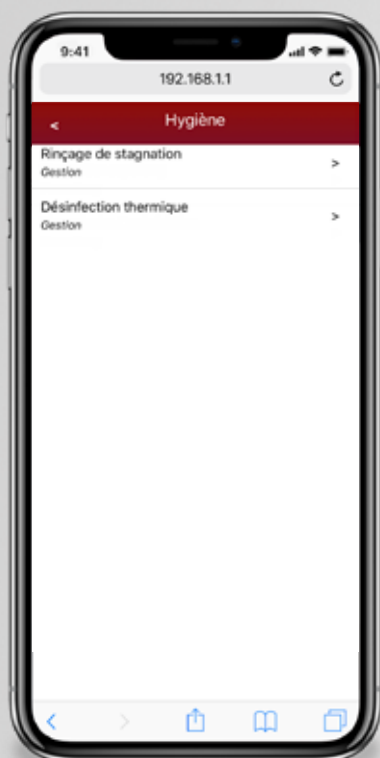 9:41
192.168.1.1
< Hygiène
Rinçage de stagnation
Gestion
>
Désinfection thermique
Gestion
>